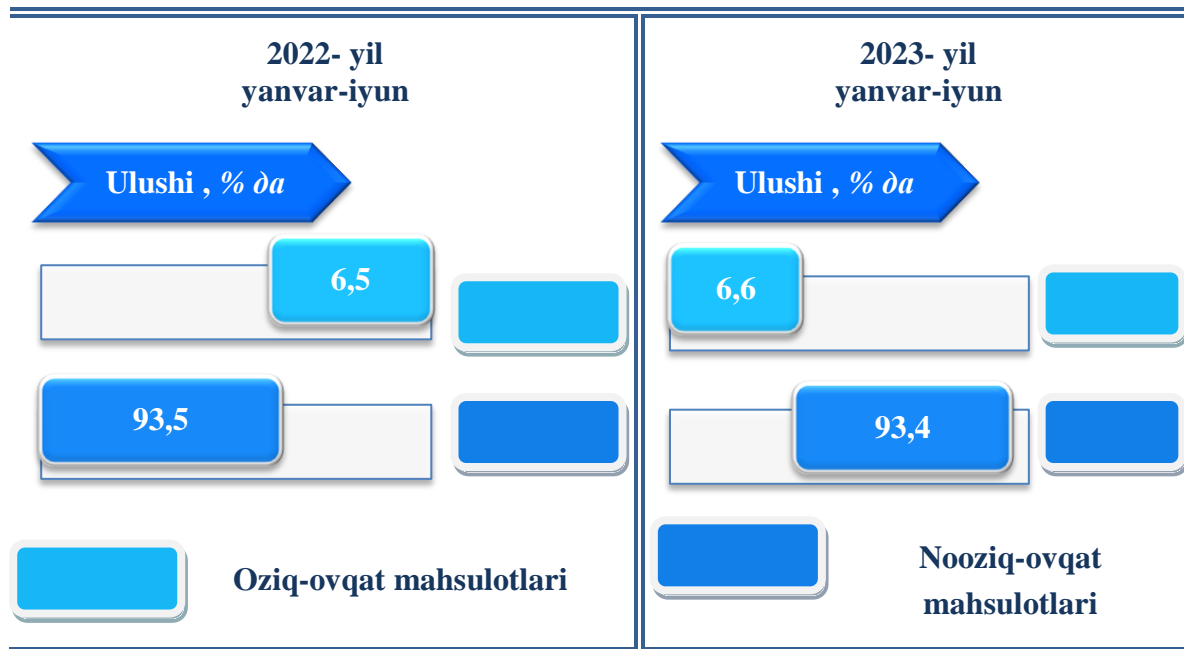 2022- yil
yanvar-iyun
Ulushi , % да
6,5
93,5
Oziq-ovqat mahsulotlari
2023- yil
yanvar-iyun
Ulushi , % да
6,6
93,4
Nooziq-ovqat
mahsulotlari